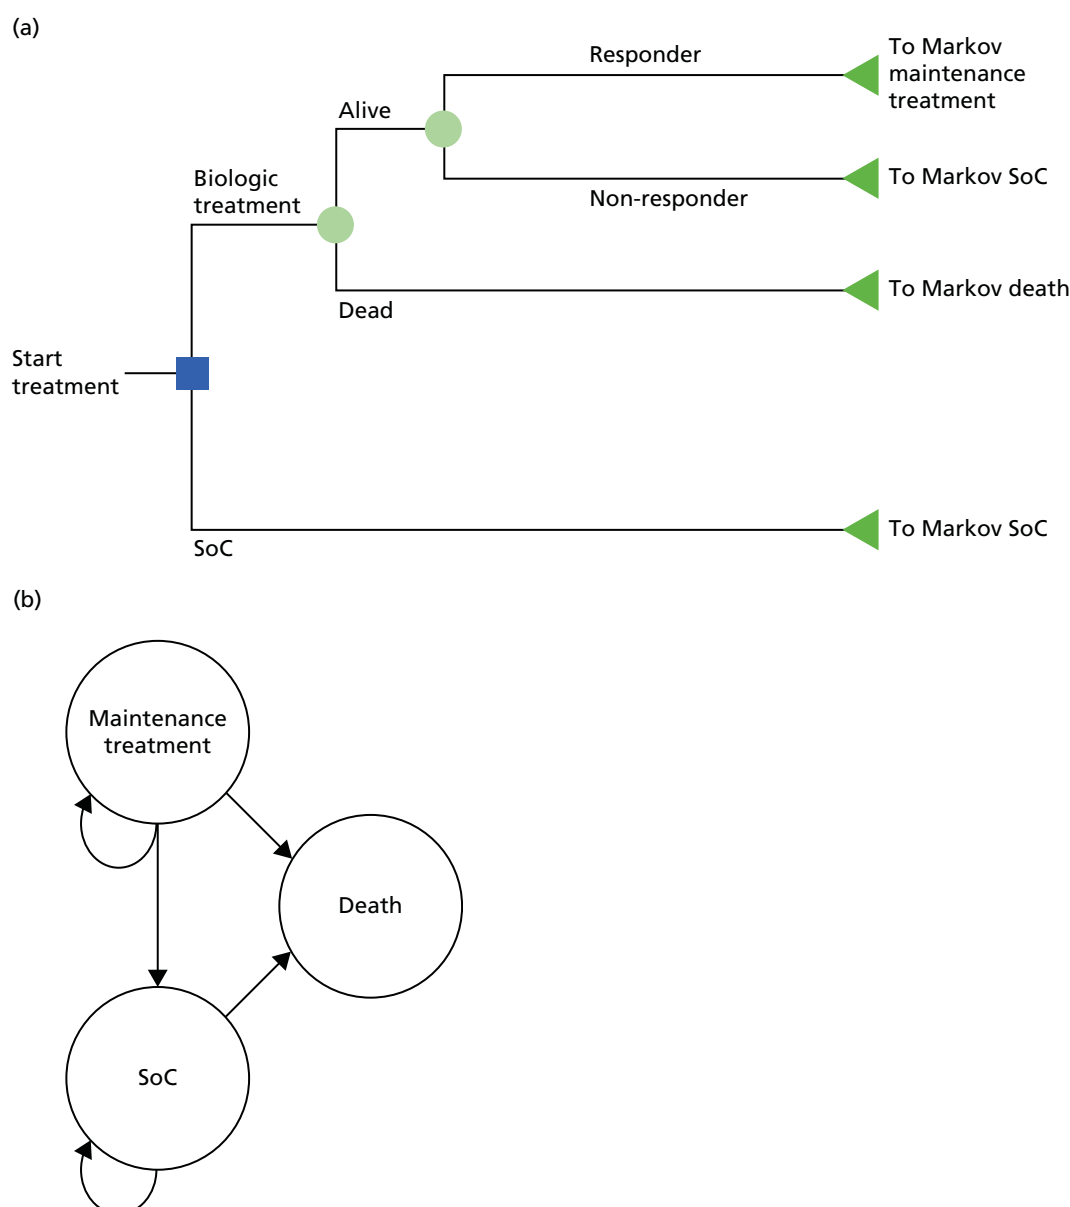 (a)
Responder
To Markov
maintenance
treatment
Alive
Biologic
treatment
Non-responder
To Markov SoC
Dead
To Markov death
Start
treatment
SoC
To Markov SoC
(b)
Maintenance
treatment
Death
SoC